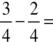 3/4 − 2/4 =